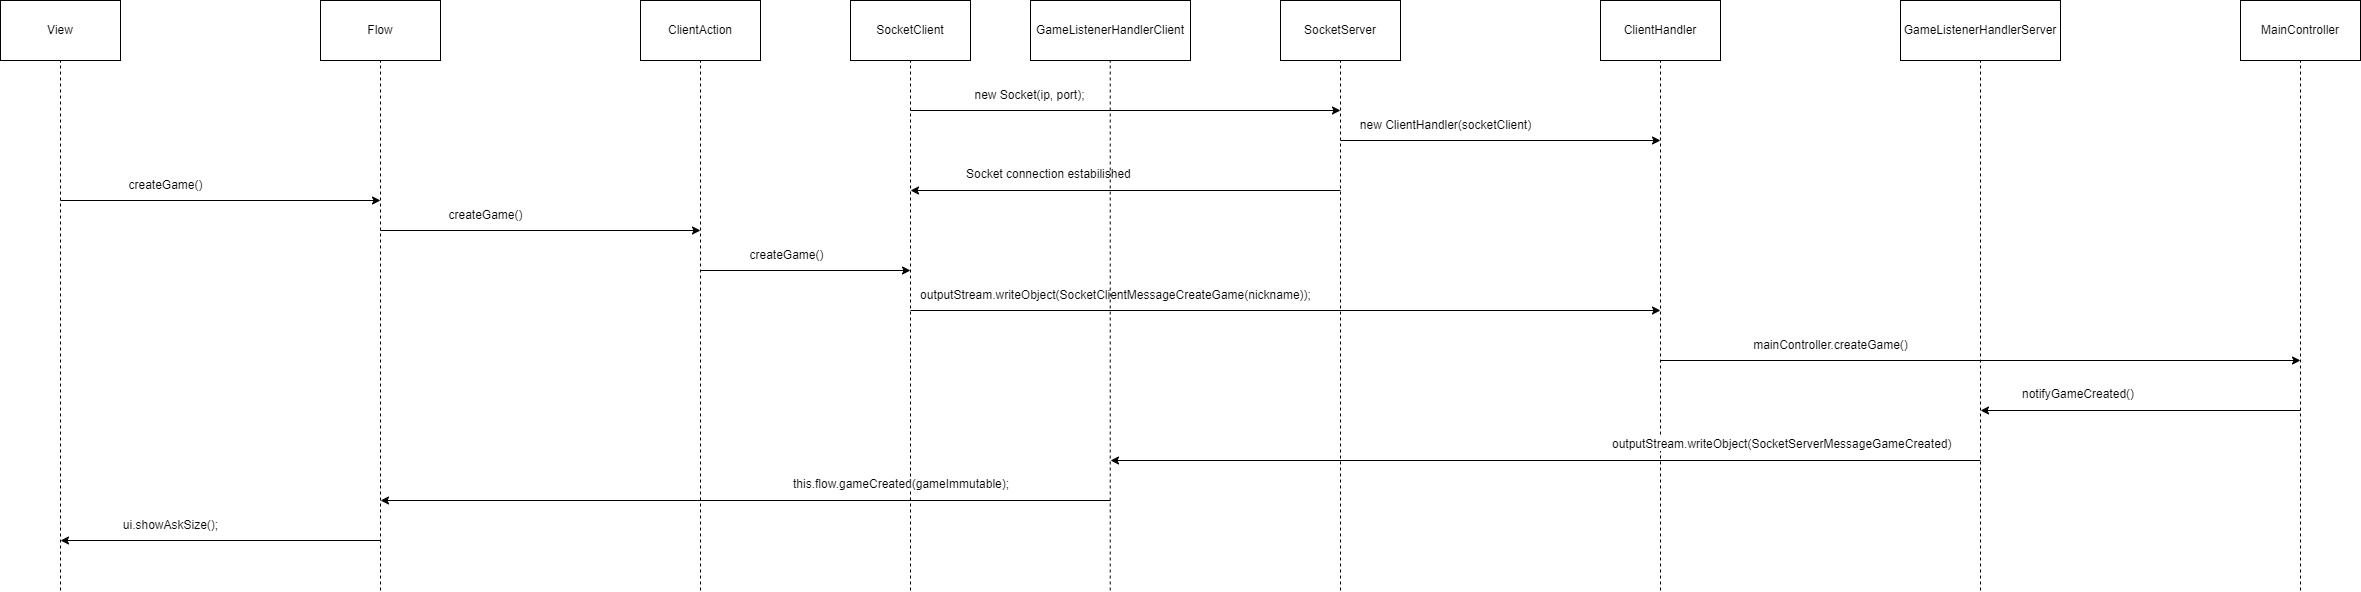 View
Flow
ClientAction
SocketClient
GameListenerHandlerClient
SocketServer
ClientHandler
GameListenerHandlerServer
MainController
new Socket(ip, port);
new ClientHandler(socketClient)
Socket connection estabilished
createGame()
createGame()
createGame()
outputStream.writeObject(SocketClientMessageCreateGame(nickname));
mainController.createGame()
notifyGameCreated()
outputStream.writeObject(SocketServerMessageGameCreated)
this.flow.gameCreated(gameImmutable);
ui.showAskSize();